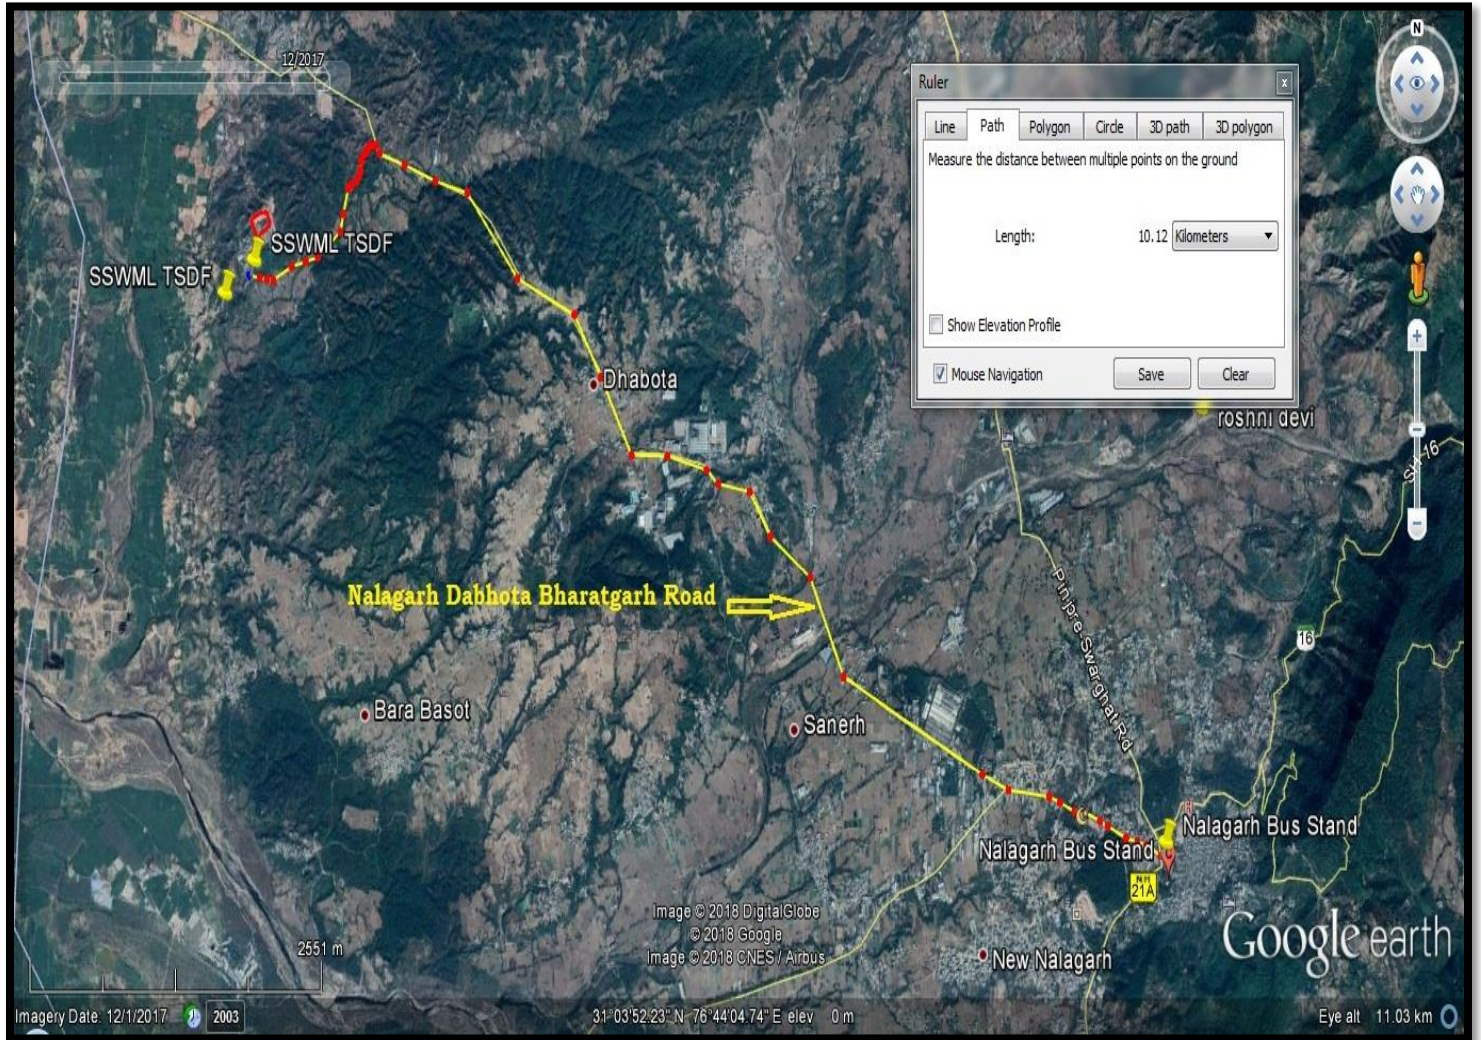 12/2017
N
Ruler
x
Line Path Polygon Circle 3D path 3D polygon
Measure the distance between multiple points on the ground
Length: 10.12 Kilometers
Show Elevation Profile
Mouse Navigation Save Clear
SSWML TSDF
SSWML TSDF
Dhabota
roshni devi
SH 16
Nalagarh Dabhota Bharatgarh Road
Pinjore Swarghat Rd
16
Bara Basot
Sanerh
H
Nalagarh Bus Stand
Nalagarh Bus Stand
NH
21A
Image © 2018 DigitalGlobe
© 2018 Google
Image © 2018 CNES / Airbus
Google earth
2551 m
New Nalagarh
Imagery Date: 12/1/2017 2003 31°03'52.23" N 76°44'04.74" E elev 0 m Eye alt 11.03 km